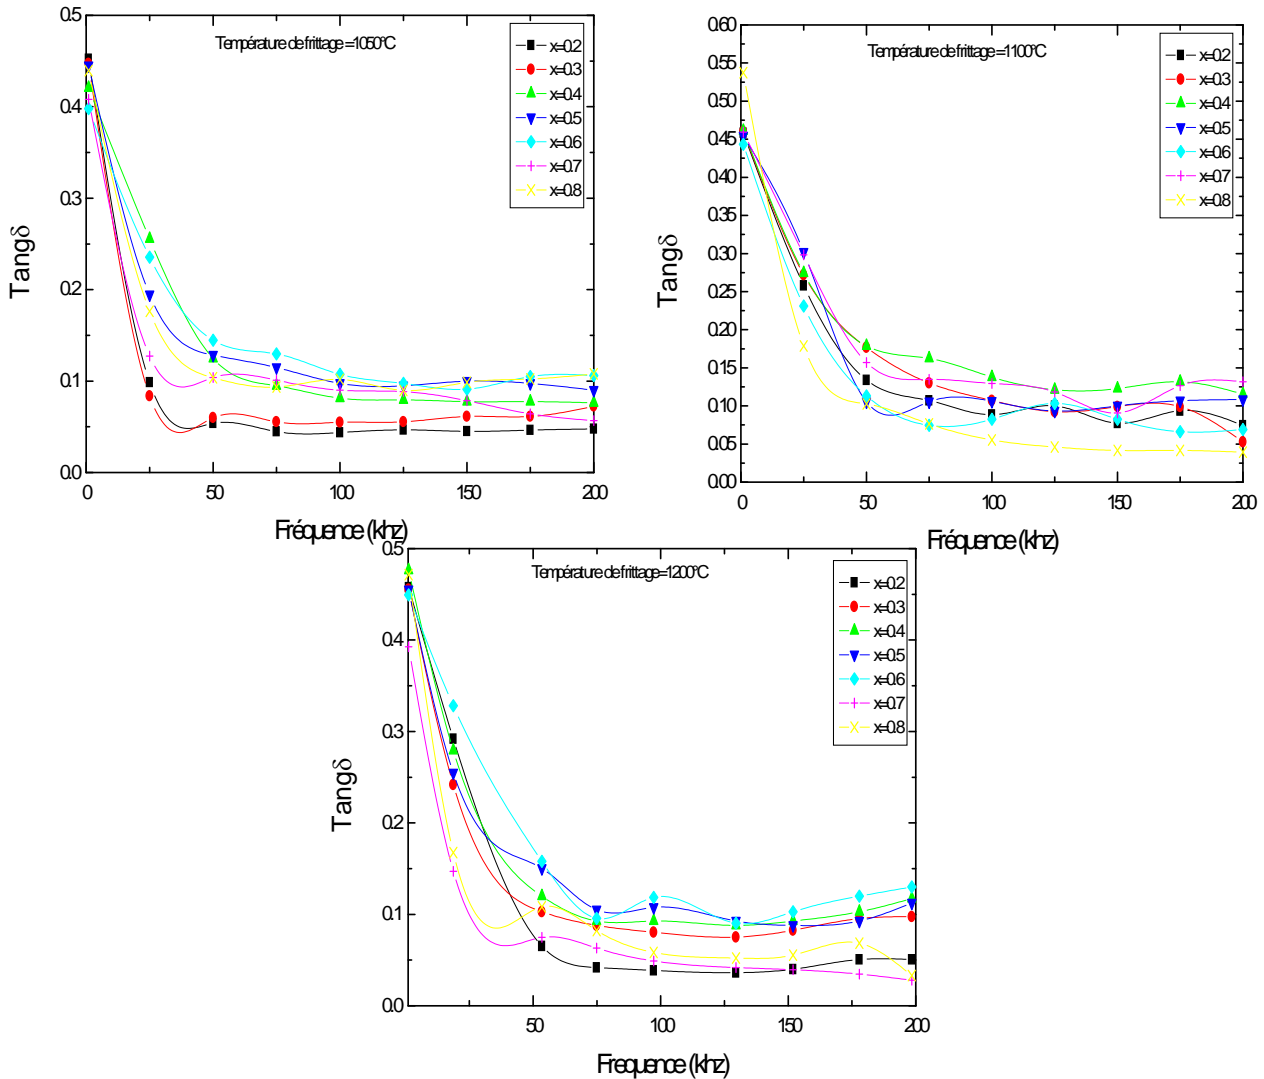 Température de frittage =1050°C
x=0.2
x=0.3
x=0.4
x=0.5
x=0.6
x=0.7
x=0.8
0.5
0.4
0.3
0.2
0.1
0.0
Tangδ
0
50
100
150
200
Fréquence (khz)
Température de frittage =1100°C
x=0.2
x=0.3
x=0.4
x=0.5
x=0.6
x=0.7
x=0.8
0.60
0.55
0.50
0.45
0.40
0.35
0.30
0.25
0.20
0.15
0.10
0.05
0.00
Tangδ
0
50
100
150
200
Fréquence (khz)
Température de frittage=1200°C
x=0.2
x=0.3
x=0.4
x=0.5
x=0.6
x=0.7
x=0.8
0.5
0.4
0.3
0.2
0.1
0.0
Tangδ
50
100
150
200
Frequence (khz)